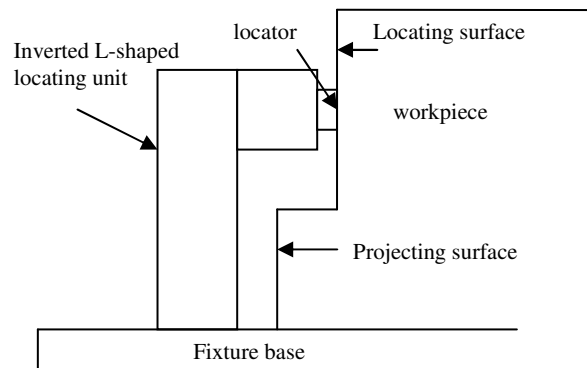 Inverted L-shaped
locating unit
locator
Locating surface
workpiece
Projecting surface
Fixture base